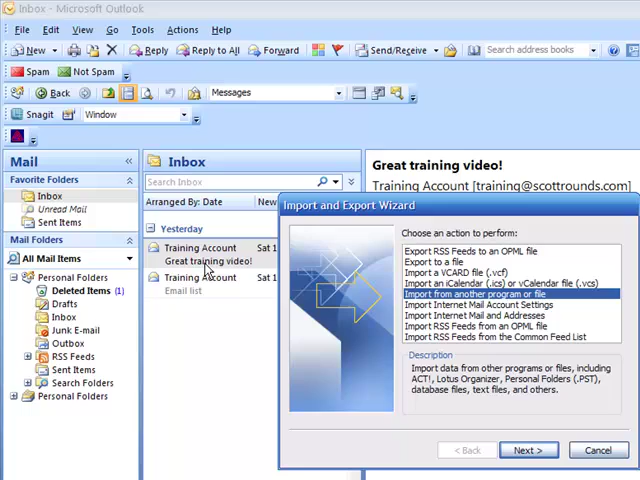 Inbox - Microsoft Outlook
File Edit View Go Tools Actions Help
New Reply Reply to All Forward Send/Receive Search address books
Spam Not Spam
Back Messages
Snagit Window
Mail
Favorite Folders
Inbox
Unread Mail
Sent Items
Mail Folders
All Mail Items
Personal Folders
Deleted Items (1)
Drafts
Inbox
Junk E-mail
Outbox
RSS Feeds
Sent Items
Search Folders
Personal Folders
Inbox
Search Inbox
Arranged By: Date
Yesterday
Training Account Sat 1
Great training video!
Training Account Sat 1
Email list
Great training video!
Training Account [training@scottrounds.com]
Import and Export Wizard
Choose an action to perform:
Export RSS Feeds to an OPML file
Export to a file
Import a VCARD file (.vcf)
Import an iCalendar (.ics) or vCalendar file (.vcs)
Import from another program or file
Import Internet Mail Account Settings
Import Internet Mail and Addresses
Import RSS Feeds from an OPML file
Import RSS Feeds from the Common Feed List
Description
Import data from other programs or files, including
ACT!, Lotus Organizer, Personal Folders (.PST),
database files, text files, and others.
< Back Next > Cancel